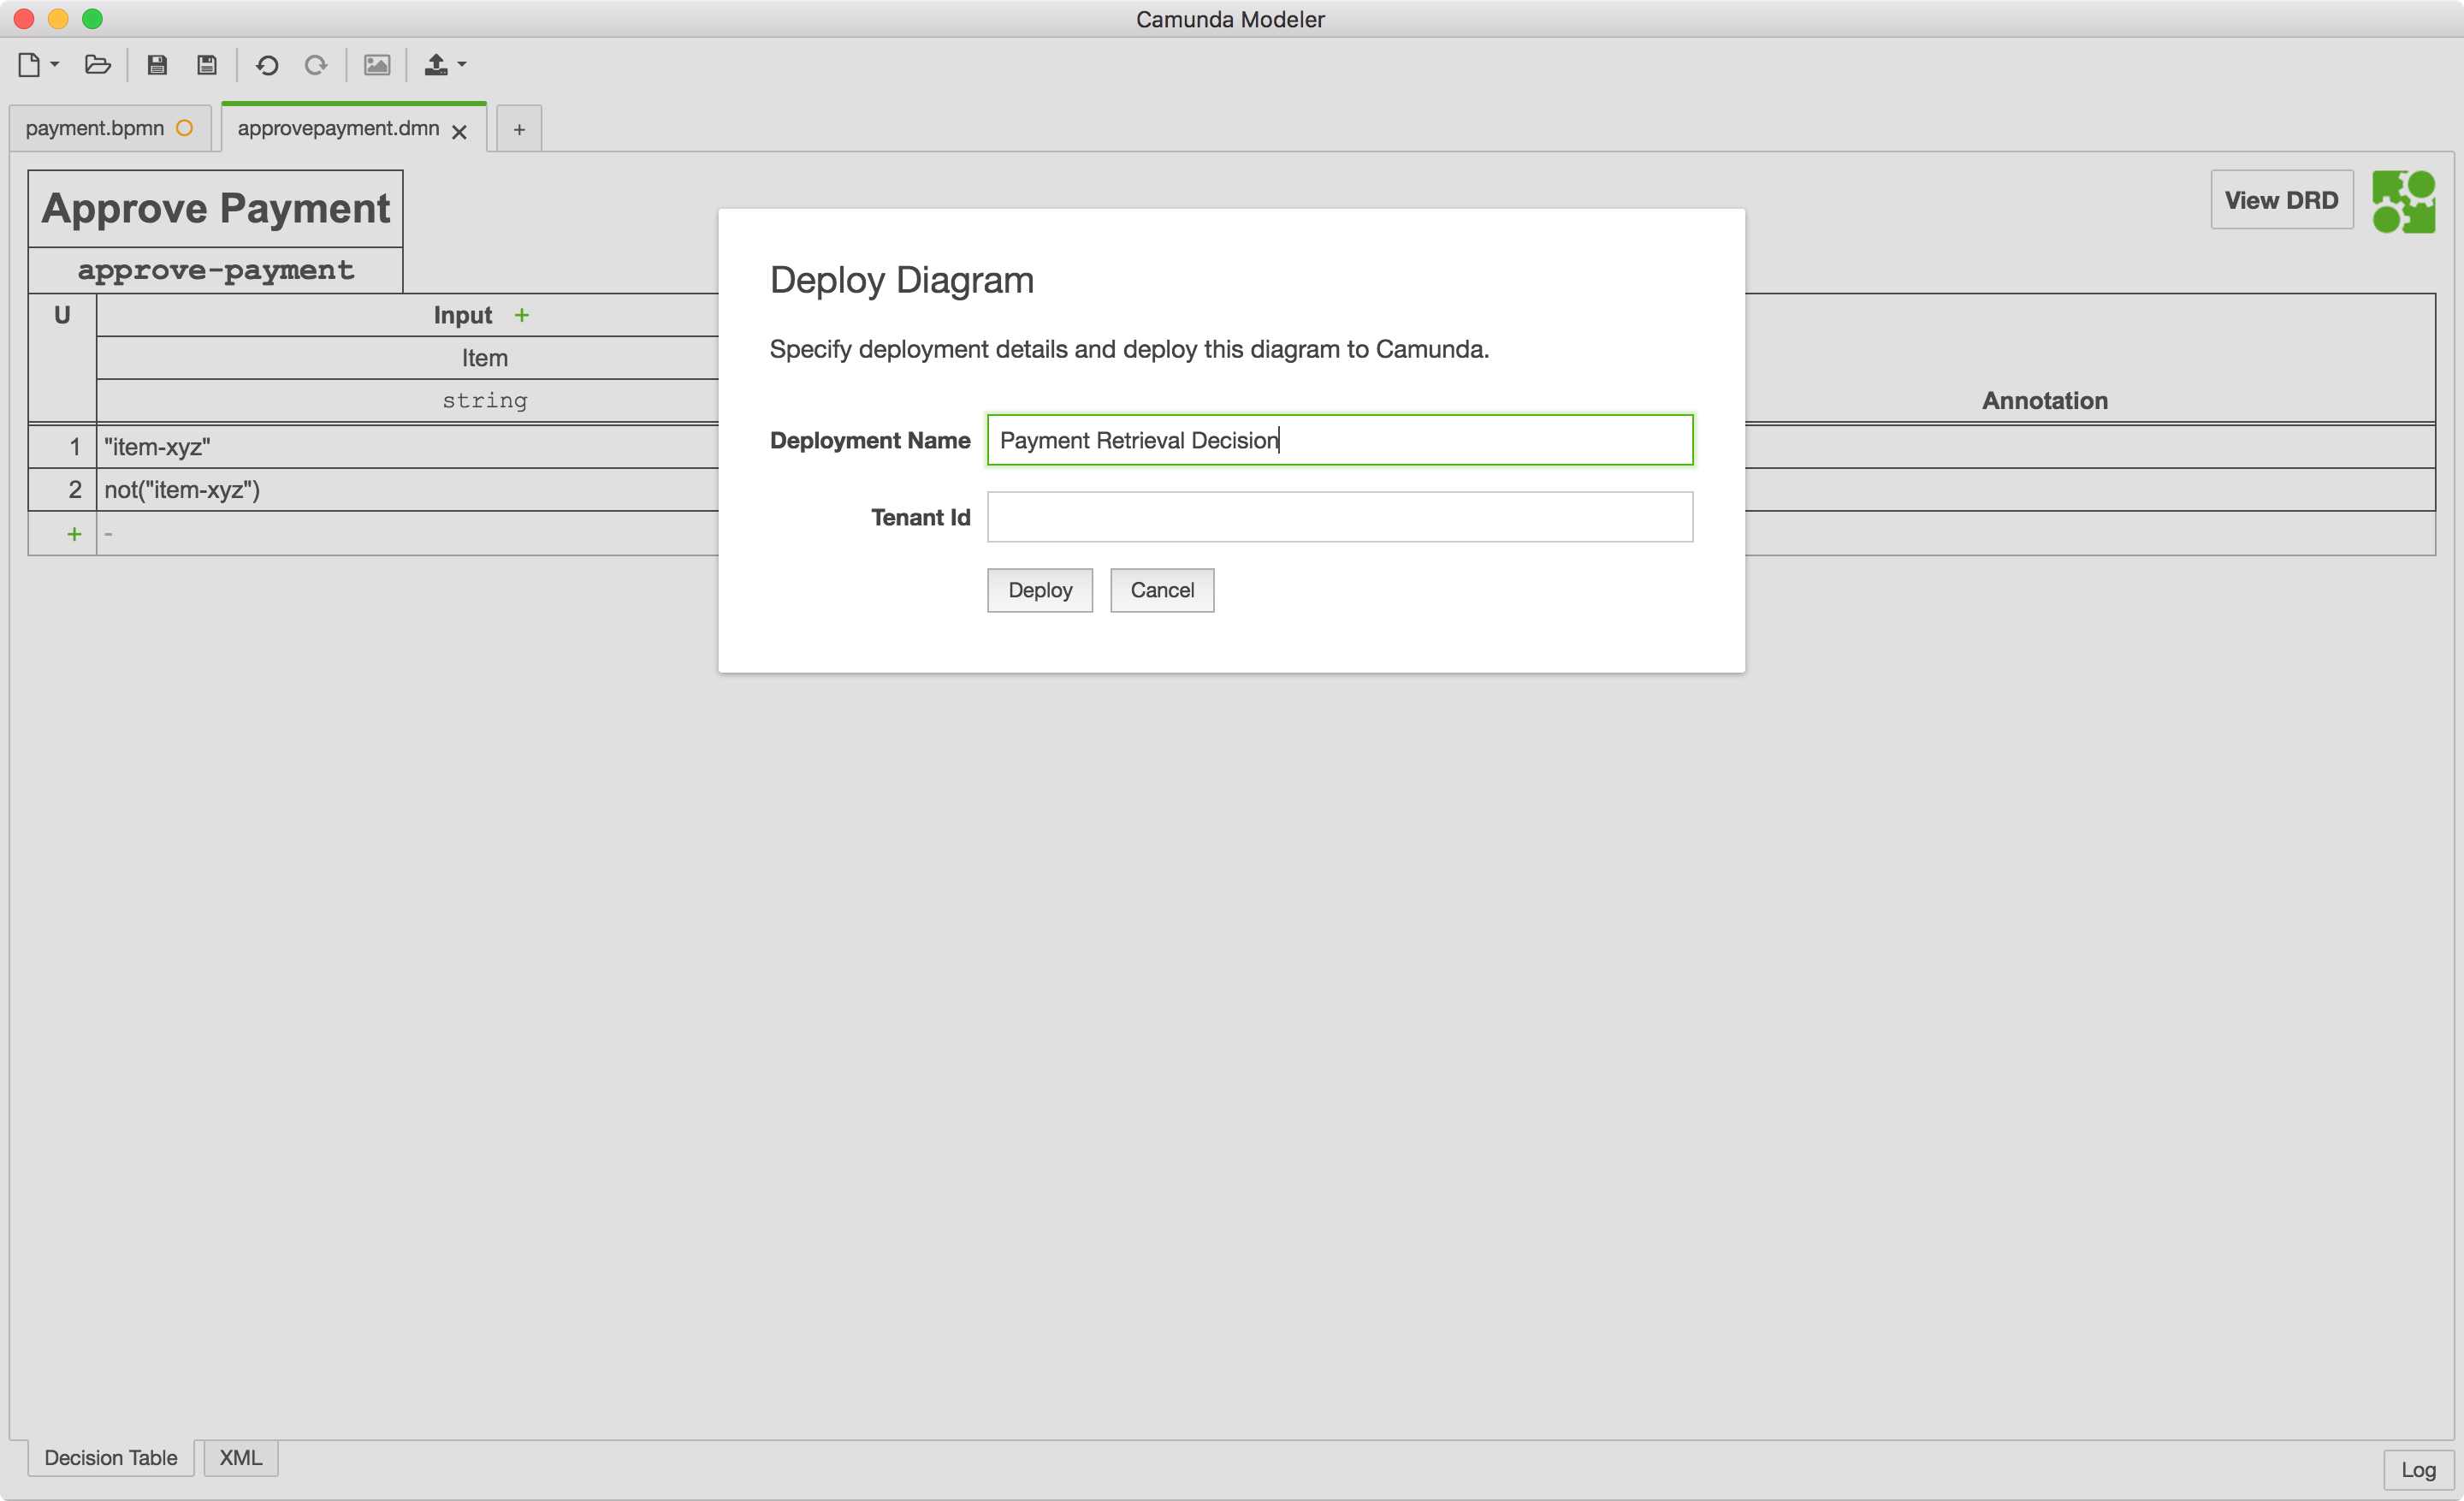 Camunda Modeler
payment.bpmn
approvepayment.dmn
+
Approve Payment
approve-payment
View DRD
U
Input +
Item
string
Annotation
1 "item-xyz"
2 not("item-xyz")
+ -
Deploy Diagram
Specify deployment details and deploy this diagram to Camunda.
Deployment Name Payment Retrieval Decision
Tenant Id
Deploy Cancel
Decision Table XML
Log